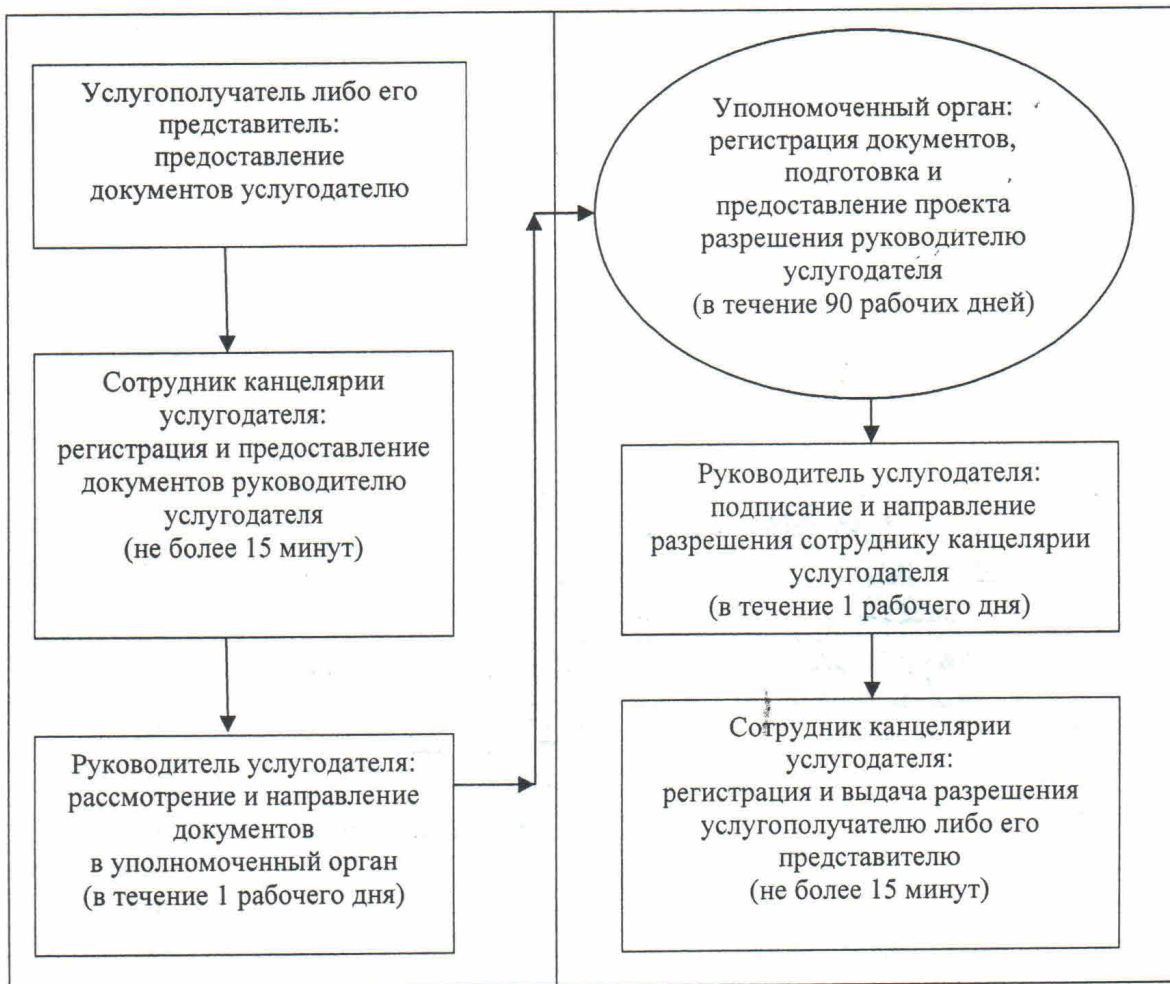 Услугополучатель либо его
представитель:
предоставление
документов услугодателю
Сотрудник канцелярии
услугодателя:
регистрация и предоставление
документов руководителю
услугодателя
(не более 15 минут)
Руководитель услугодателя:
рассмотрение и направление
документов
в уполномоченный орган
(в течение 1 рабочего дня)
Уполномоченный орган:
регистрация документов,
подготовка и
предоставление проекта
разрешения руководителю
услугодателя
(в течение 90 рабочих дней)
Руководитель услугодателя:
подписание и направление
разрешения сотруднику канцелярии
услугодателя
(в течение 1 рабочего дня)
Сотрудник канцелярии
услугодателя:
регистрация и выдача разрешения
услугополучателю либо его
представителю
(не более 15 минут)